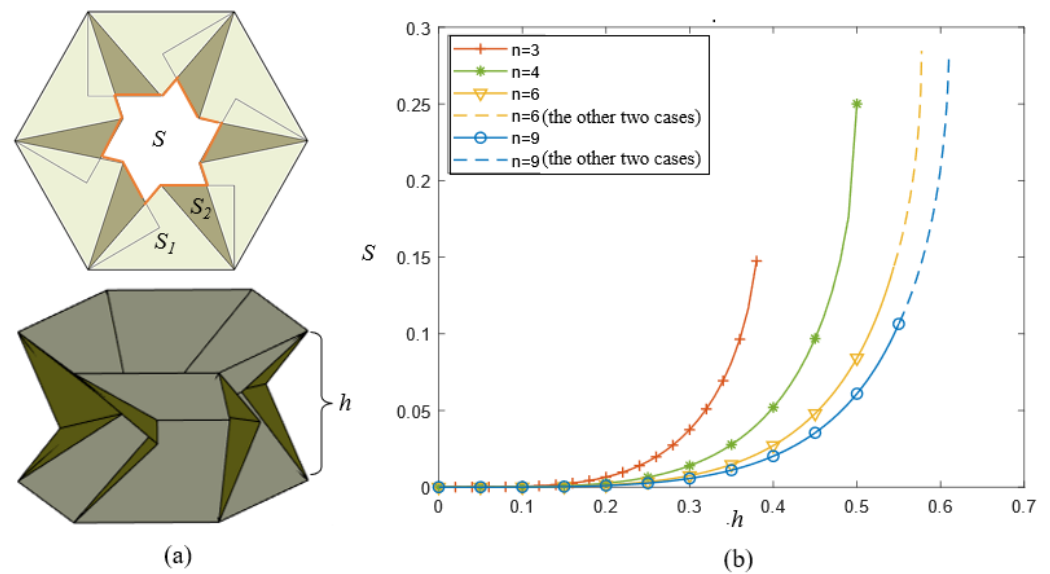 S
S2
S1
h
(a)
0.3
0.25
0.2
0.15
0.1
0.05
0
S
n=3
n=4
n=6
n=6 (the other two cases)
n=9
n=9 (the other two cases)
0 0.1 0.2 0.3 0.4 0.5 0.6 0.7
h
(b)